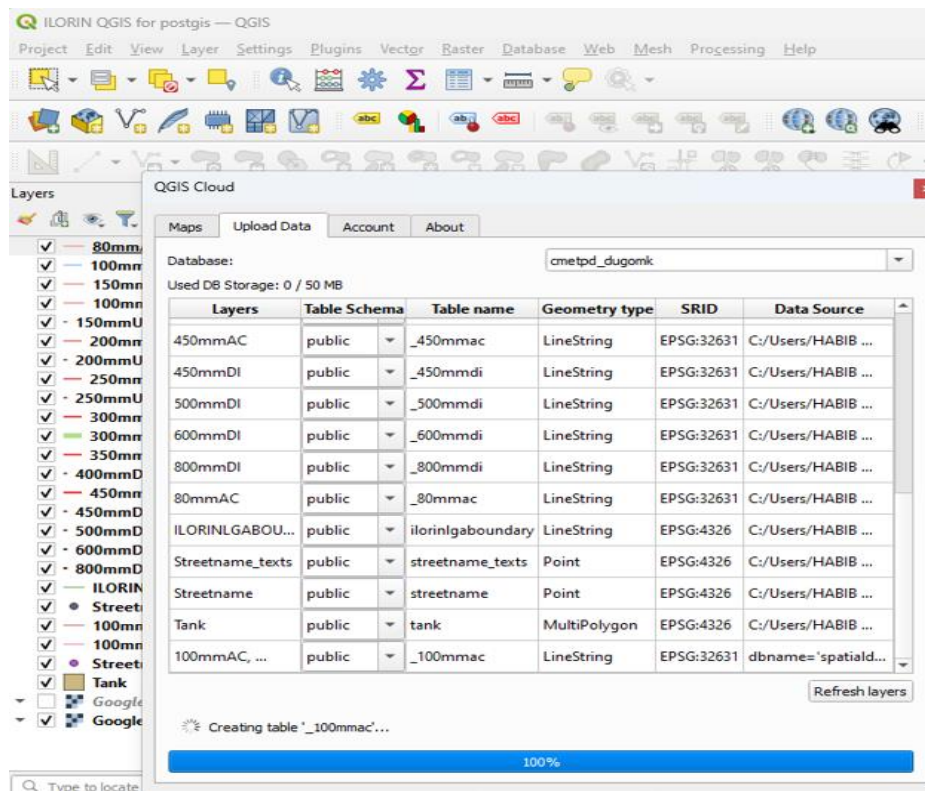 ILORIN QGIS for postgis — QGIS
Project Edit View Layer Settings Plugins Vector Raster Database Web Mesh Processing Help
abc ab abc
Layers
80mm
100mm
150mm
100mm
150mmU
200mm
200mmU
250mm
250mmU
300mm
300mm
350mm
400mmD
450mm
450mmD
500mmD
600mmD
800mmD
ILORIN
Street
100mm
100mm
Street
Tank
Google
Google
Type to locate
QGIS Cloud
Maps Upload Data Account About
Database: cmetpd_dugomk
Used DB Storage: 0 / 50 MB
Layers Table Schema Table name Geometry type SRID Data Source
450mmAC public _450mmac LineString EPSG:32631 C:/Users/HABIB ...
450mmDI public _450mmdi LineString EPSG:32631 C:/Users/HABIB ...
500mmDI public _500mmdi LineString EPSG:32631 C:/Users/HABIB ...
600mmDI public _600mmdi LineString EPSG:32631 C:/Users/HABIB ...
800mmDI public _800mmdi LineString EPSG:32631 C:/Users/HABIB ...
80mmAC public _80mmac LineString EPSG:32631 C:/Users/HABIB ...
ILORINLGABOU... public ilorinlgaboundary LineString EPSG:4326 C:/Users/HABIB ...
Streetname_texts public streetname_texts Point EPSG:4326 C:/Users/HABIB ...
Streetname public streetname Point EPSG:4326 C:/Users/HABIB ...
Tank public tank MultiPolygon EPSG:4326 C:/Users/HABIB ...
100mmAC, ... public _100mmac LineString EPSG:32631 dbname='spatiald...
Refresh layers
Creating table '_100mmac'...
100%